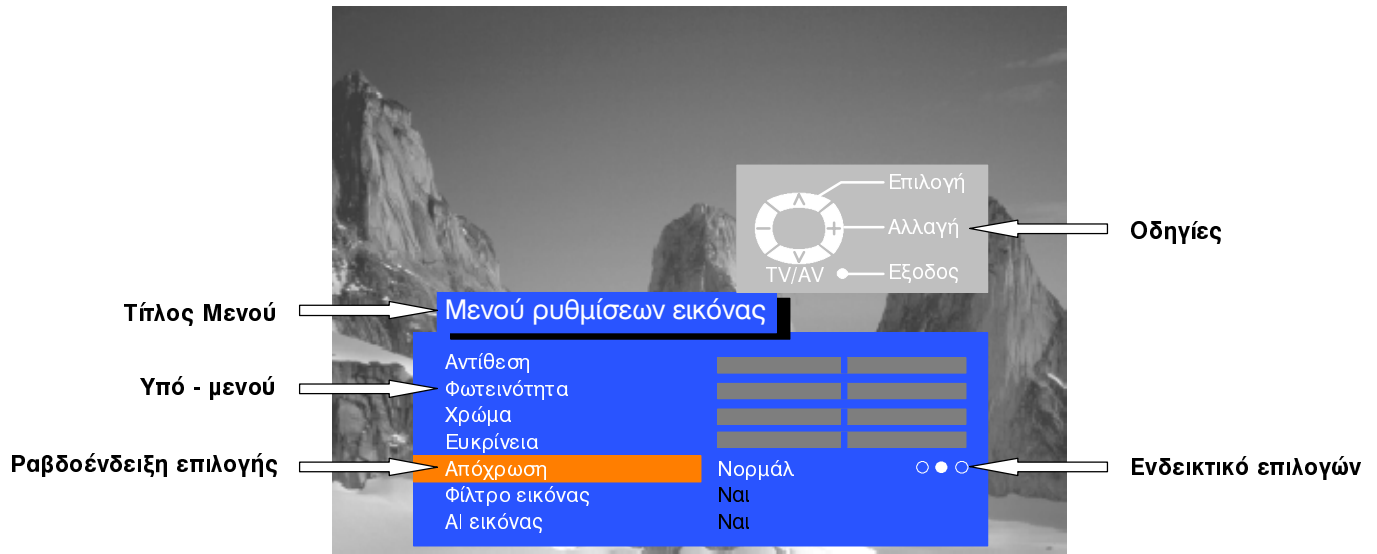 Επιλογή
Αλλαγή
Οδηγίες
TV/AV Εξοδος
Τίτλος Μενού
Μενού ρυθμίσεων εικόνας
Αντίθεση
Υπό - μενού
Φωτεινότητα
Χρώμα
Ευκρίνεια
Ραβδοένδειξη επιλογής
Απόχρωση Νορμάλ
Ενδεικτικό επιλογών
Φίλτρο εικόνας Ναι
AI εικόνας Ναι